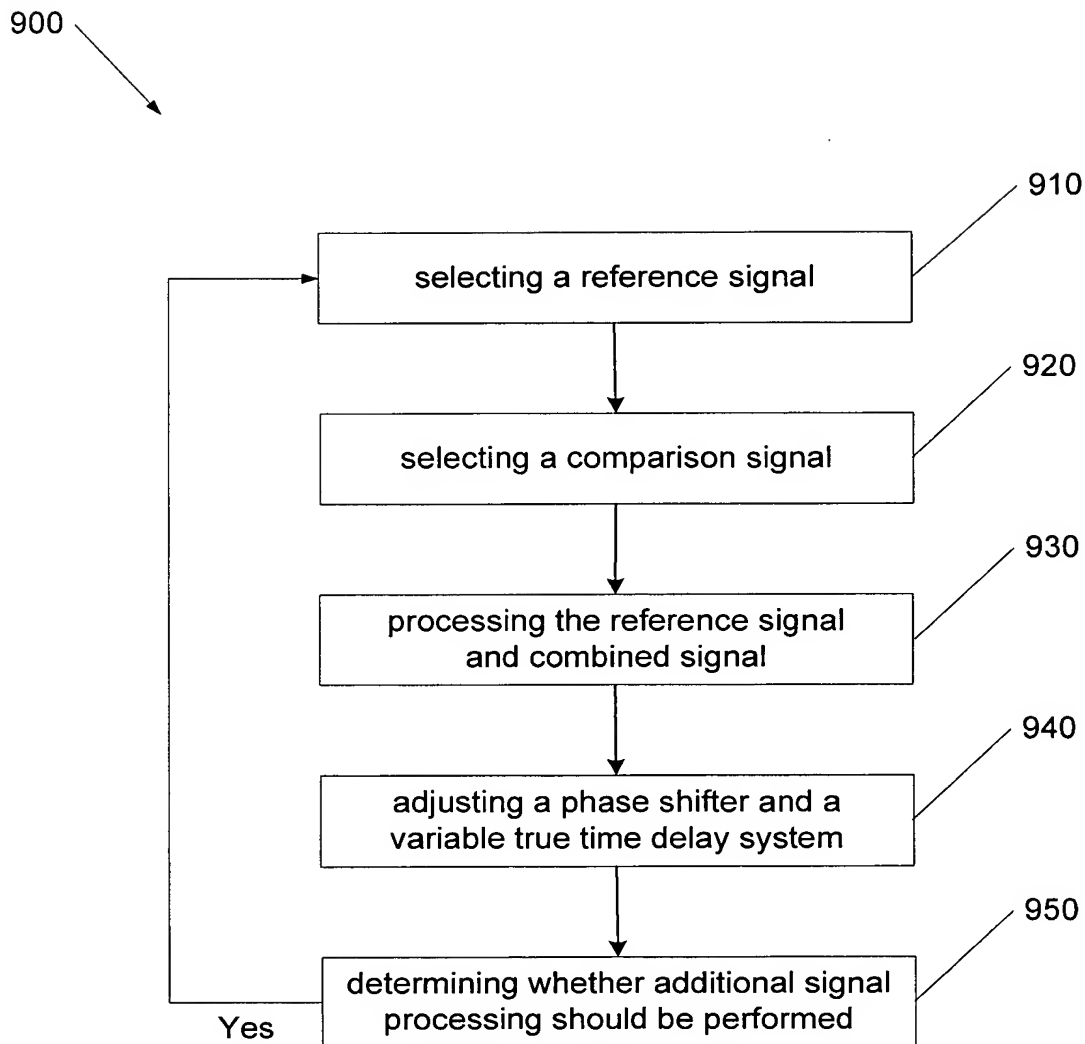 900
910
selecting a reference signal
920
selecting a comparison signal
930
processing the reference signal
and combined signal
940
adjusting a phase shifter and a
variable true time delay system
950
determining whether additional signal
processing should be performed
Yes